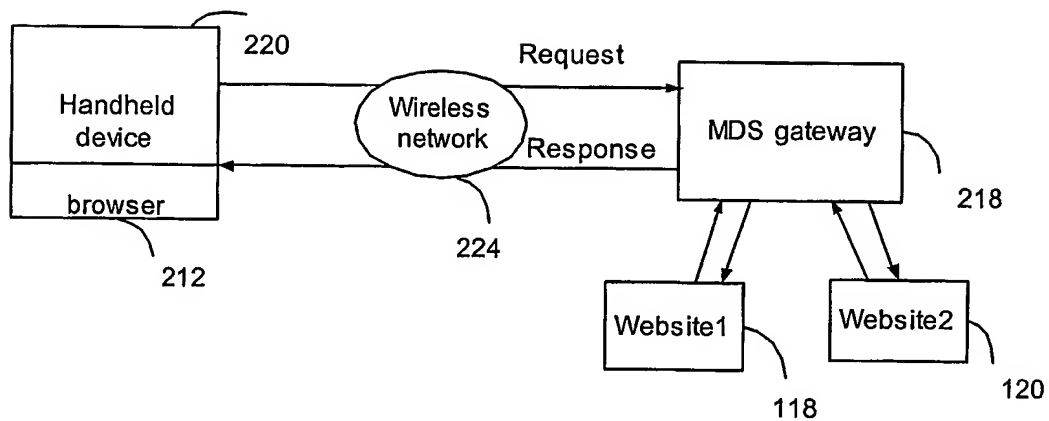 220
Request
Handheld
device
Wireless
network
MDS gateway
Response
browser
218
224
212
Website1
Website2
118
120